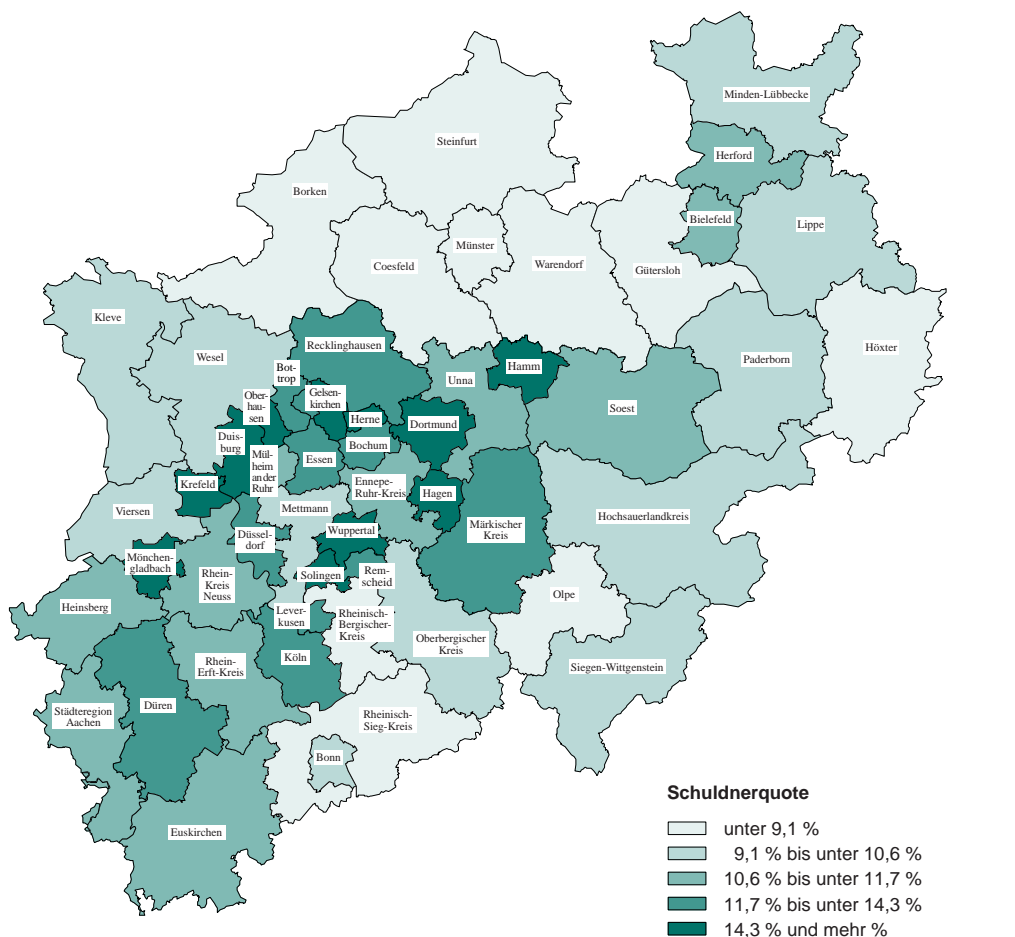 Minden-Lübbecke
Steinfurt
Herford
Borken
Bielefeld
Lippe
Münster
Coesfeld
Warendorf
Gütersloh
Kleve
Höxter
Recklinghausen
Wesel
Paderborn
Hamm
Bot-
trop
Unna
Gelsen-
kirchen
Ober-
hau-
sen
Soest
Herne
Dortmund
Duis-
burg
Bochum
Mül-
heim
an der
Ruhr
Essen
Ennepe-
Ruhr-Kreis
Krefeld
Hagen
Viersen
Mettmann
Hochsauerlandkreis
Märkischer
Kreis
Wuppertal
Düssel-
dorf
Mönchen-
gladbach
Rhein-
Kreis
Neuss
Solingen
Rem-
scheid
Olpe
Heinsberg
Lever-
kusen
Rheinisch-
Bergischer-
Kreis
Oberbergischer
Kreis
Köln
Rhein-
Erft-Kreis
Siegen-Wittgenstein
Düren
Städteregion
Aachen
Rheinisch-
Sieg-Kreis
Bonn
Euskirchen
Schuldnerquote
unter 9,1 %
9,1 % bis unter 10,6 %
10,6 % bis unter 11,7 %
11,7 % bis unter 14,3 %
14,3 % und mehr %